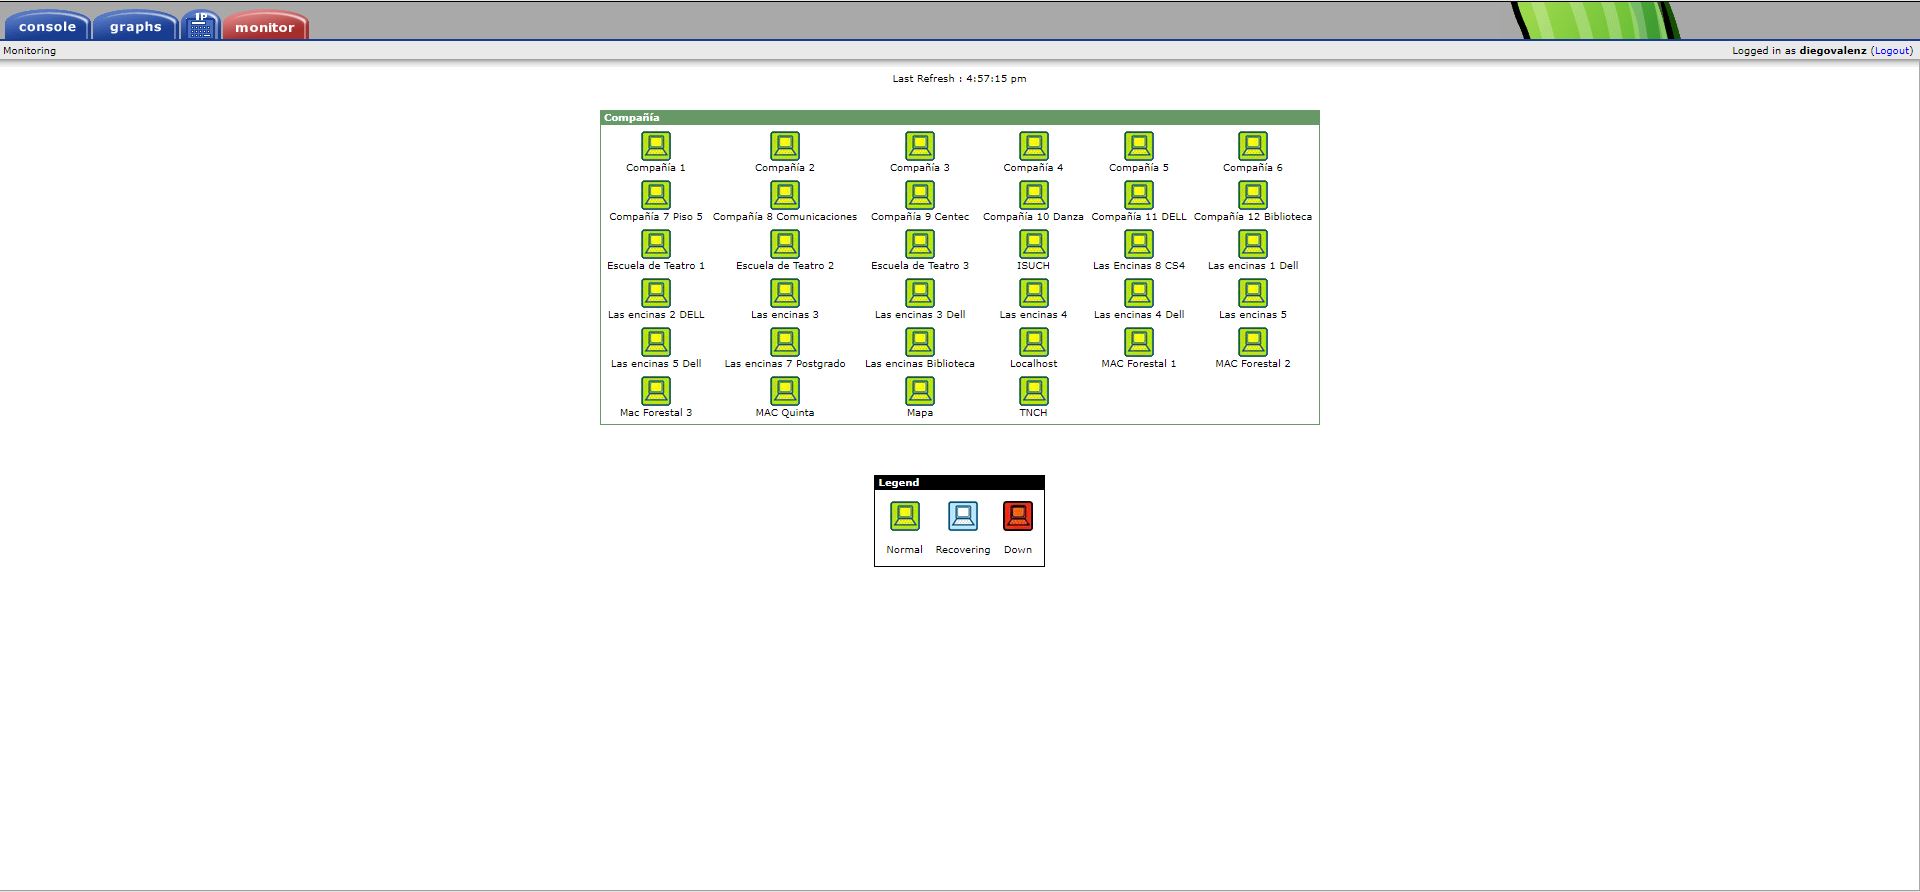 console graphs IP monitor
Monitoring
Logged in as diegovalenz (Logout)
Last Refresh : 4:57:15 pm
Compañía
Compañía 1 Compañía 2 Compañía 3 Compañía 4 Compañía 5 Compañía 6
Compañía 7 Piso 5 Compañía 8 Comunicaciones Compañía 9 Centec Compañía 10 Danza Compañía 11 DELL Compañía 12 Biblioteca
Escuela de Teatro 1 Escuela de Teatro 2 Escuela de Teatro 3 ISUCH Las Encinas 8 CS4 Las encinas 1 Dell
Las encinas 2 DELL Las encinas 3 Las encinas 3 Dell Las encinas 4 Las encinas 4 Dell Las encinas 5
Las encinas 5 Dell Las encinas 7 Postgrado Las encinas Biblioteca Localhost MAC Forestal 1 MAC Forestal 2
Mac Forestal 3 MAC Quinta Mapa TNCH
Legend
Normal Recovering Down